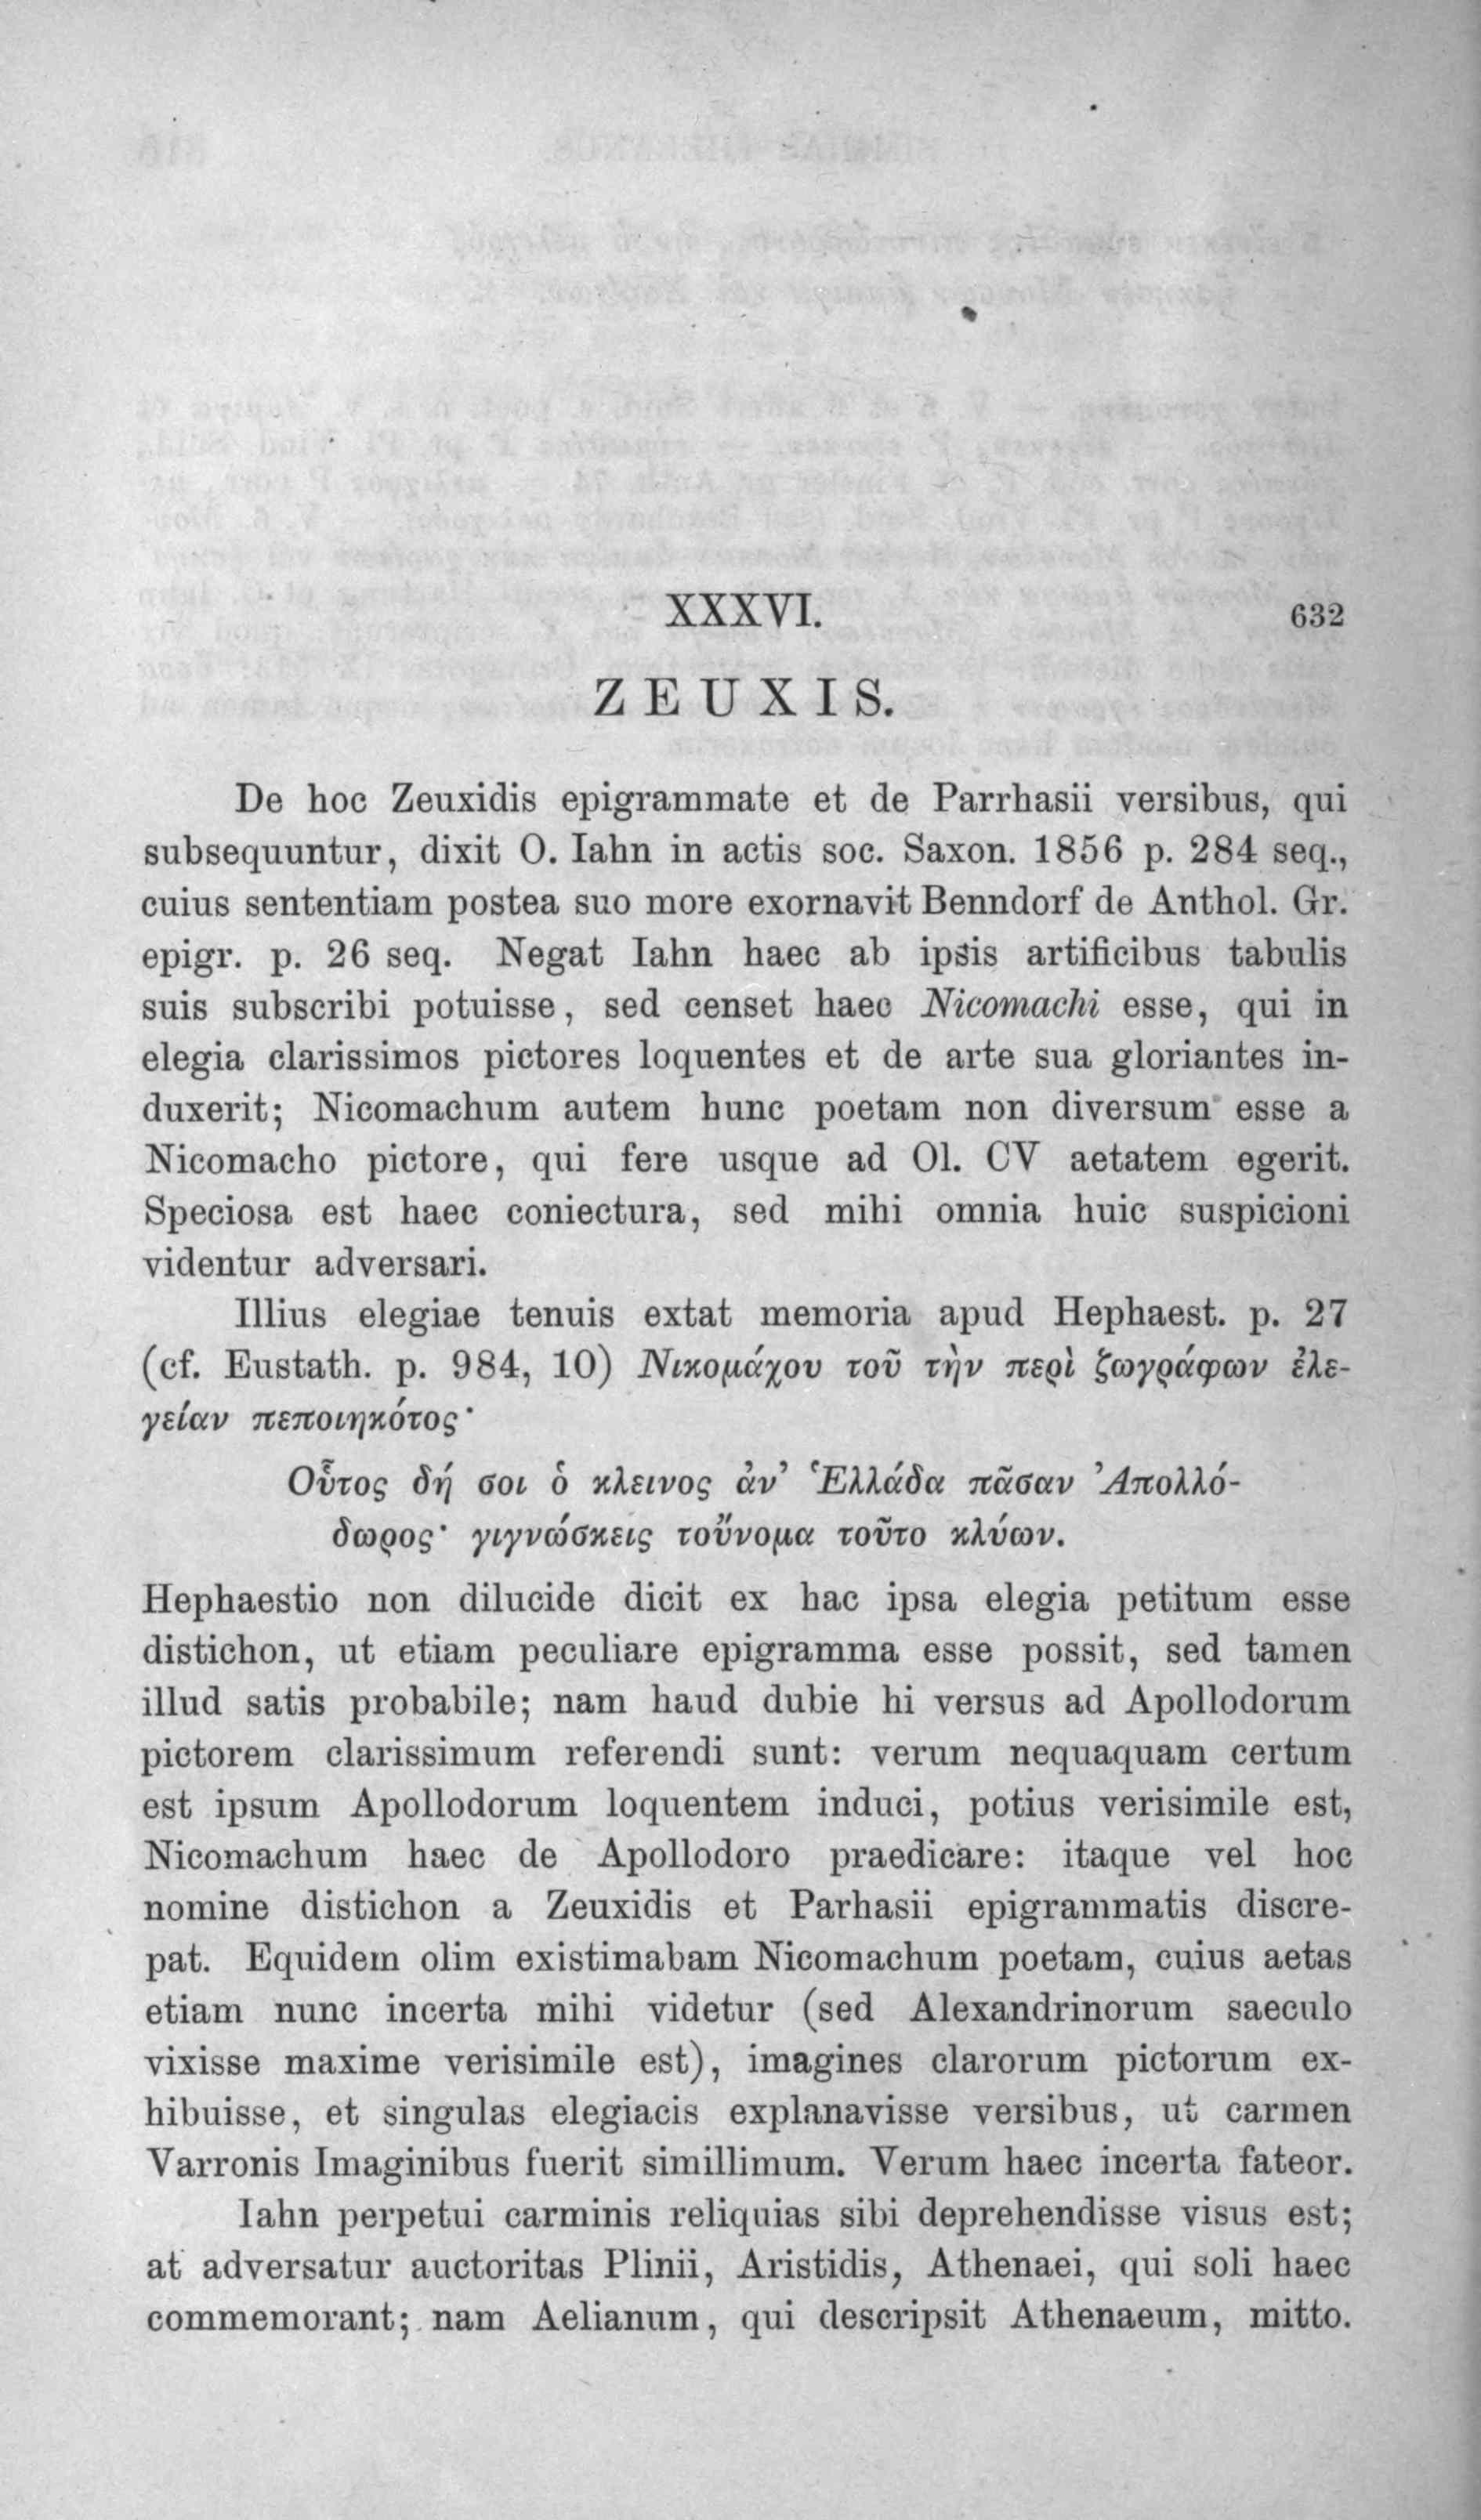 XXXVI. 632
ZEUXIS.
De hoc Zeuxidis epigrammate et de Parrhasii versibus, qui
subsequuntur, dixit O. Iahn in actis soc. Saxon. 1856 p. 284 seq.,
cuius sententiam postea suo more exornavit Benndorf de Anthol. Gr.
epigr. p. 26 seq. Negat Iahn haec ab ipsis artificibus tabulis
suis subscribi potuisse, sed censet haec Nicomachi esse, qui in
elegia clarissimos pictores loquentes et de arte sua gloriantes in-
duxerit; Nicomachum autem hunc poetam non diversum esse a
Nicomacho pictore, qui fere usque ad Ol. CV aetatem egerit.
Speciosa est haec coniectura, sed mihi omnia huic suspicioni
videntur adversari.
Illius elegiae tenuis extat memoria apud Hephaest. p. 27
(cf. Eustath. p. 984, 10) Νικομάχου τοῦ τὴν περὶ ζωγράφων ἐλε-
γείαν πεποιηκότος·
Οὗτος δή σοι ὁ κλεινος ἀν’ Ἑλλάδα πᾶσαν Ἀπολλό-
δωρος· γιγνώσκεις τοὔνομα τοῦτο κλύων.
Hephaestio non dilucide dicit ex hac ipsa elegia petitum esse
distichon, ut etiam peculiare epigramma esse possit, sed tamen
illud satis probabile; nam haud dubie hi versus ad Apollodorum
pictorem clarissimum referendi sunt: verum nequaquam certum
est ipsum Apollodorum loquentem induci, potius verisimile est,
Nicomachum haec de Apollodoro praedicare: itaque vel hoc
nomine distichon a Zeuxidis et Parhasii epigrammatis discre-
pat. Equidem olim existimabam Nicomachum poetam, cuius aetas
etiam nunc incerta mihi videtur (sed Alexandrinorum saeculo
vixisse maxime verisimile est), imagines clarorum pictorum ex-
hibuisse, et singulas elegiacis explanavisse versibus, ut carmen
Varronis Imaginibus fuerit simillimum. Verum haec incerta fateor.
Iahn perpetui carminis reliquias sibi deprehendisse visus est;
at adversatur auctoritas Plinii, Aristidis, Athenaei, qui soli haec
commemorant; nam Aelianum, qui descripsit Athenaeum, mitto.